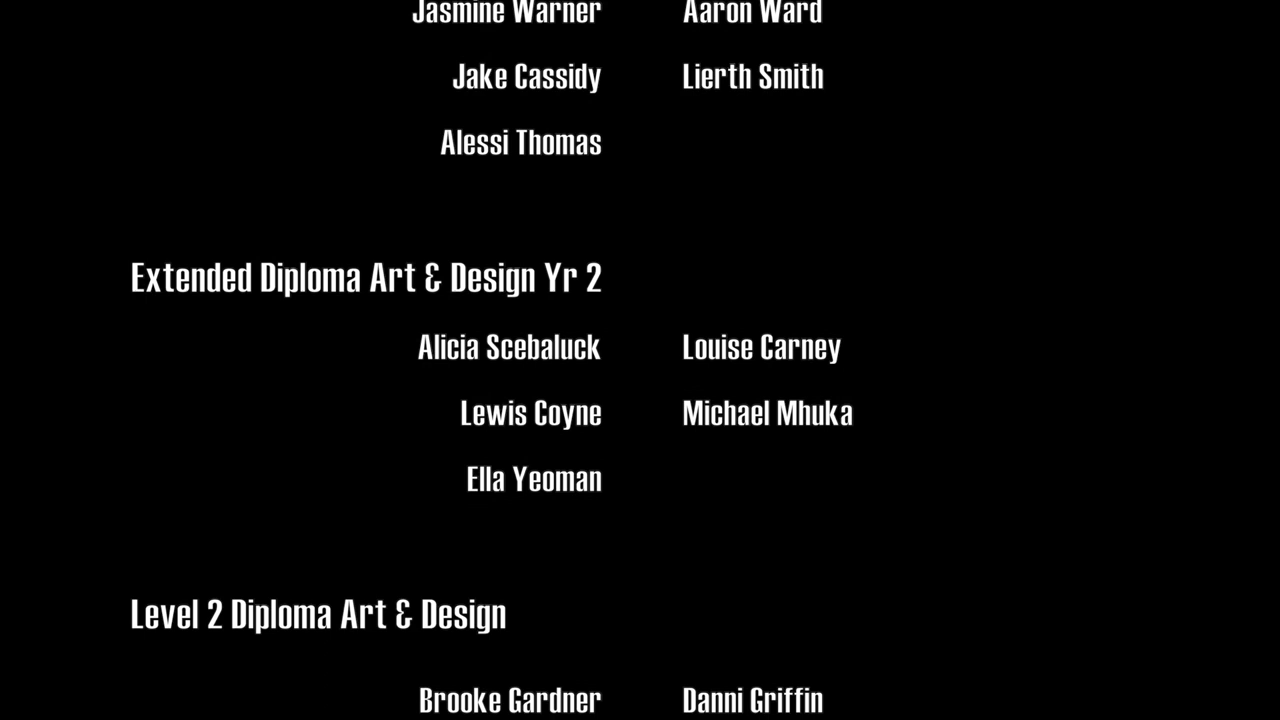 Jasmine Warner Aaron Ward
Jake Cassidy Lierth Smith
Alessi Thomas
Extended Diploma Art & Design Yr 2
Alicia Scebaluck Louise Carney
Lewis Coyne Michael Mhuka
Ella Yeoman
Level 2 Diploma Art & Design
Brooke Gardner Danni Griffin